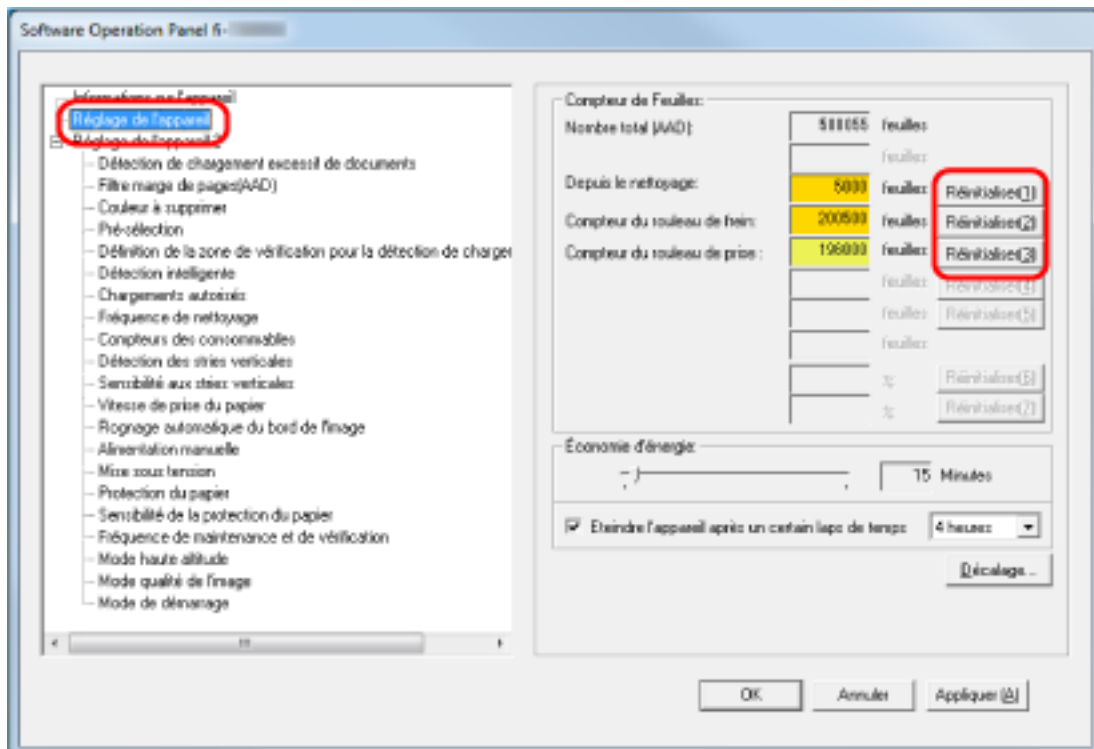 Software Operation Panel fi-
Informations sur l'appareil
Réglage de l'appareil
Réglage de l'appareil 2
Détection de chargement excessif de documents
Filtre marge de pages(AAD)
Couleur à supprimer
Pré-sélection
Définition de la zone de vérification pour la détection de charger
Détection intelligente
Chargements autorisés
Fréquence de nettoyage
Compteurs des consommables
Détection des stries verticales
Sensibilité aux stries verticales
Vitesse de prise du papier
Rognage automatique du bord de l'image
Alimentation manuelle
Mise sous tension
Protection du papier
Sensibilité de la protection du papier
Fréquence de maintenance et de vérification
Mode haute altitude
Mode qualité de l'image
Mode de démarrage
Compteur de Feuilles:
Nombre total (AAD): 500055 feuilles
feuilles
Depuis le nettoyage: 5000 feuilles Réinitialiser(1)
Compteur du rouleau de frein: 200500 feuilles Réinitialiser(2)
Compteur du rouleau de prise : 196000 feuilles Réinitialiser(3)
feuilles Réinitialiser(4)
feuilles Réinitialiser(5)
feuilles
% Réinitialiser(6)
% Réinitialiser(7)
Économie d'énergie:
15 Minutes
Eteindre l'appareil après un certain laps de temps 4 heures
Décalage...
OK Annuler Appliquer (A)